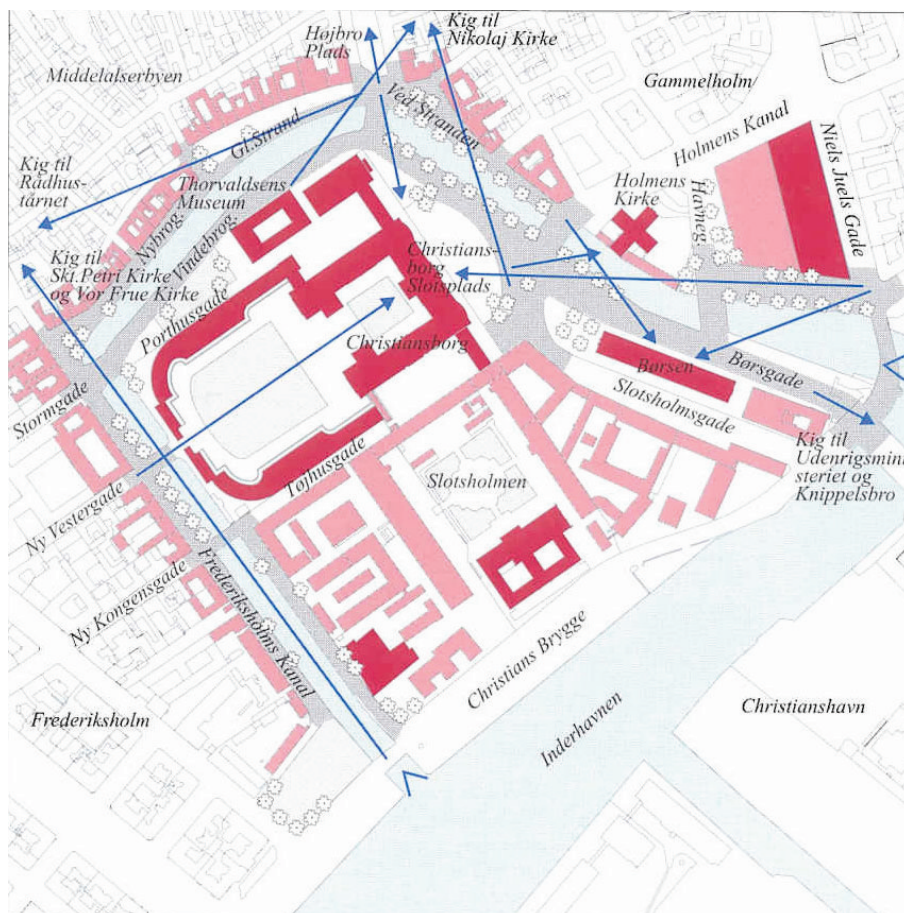 Højbro
Plads
Kig til
Nikolaj Kirke
Middelalserbyen
Gammelholm
Ved Stranden
Gl.Strand
Holmens Kanal
Niels Juels Gade
Kig til
Rådhus-
tårnet
Thorvaldsens
Museum
Holmens
Kirke
Havneg.
Nybrog.
Vindebrog.
Kig til
Skt.Petri Kirke
og Vor Frue Kirke
Christians-
borg
Slotsplads
Porthusgade
Christiansborg
Børsen
Børsgade
Slotsholmsgade
Stormgade
Tøjhusgade
Slotsholmen
Kig til
Udenrigsmini
steriet og
Knippelsbro
Ny Vestergade
Ny Kongensgade
Frederiksholms Kanal
Christians Brygge
Frederiksholm
Inderhavnen
Christianshavn